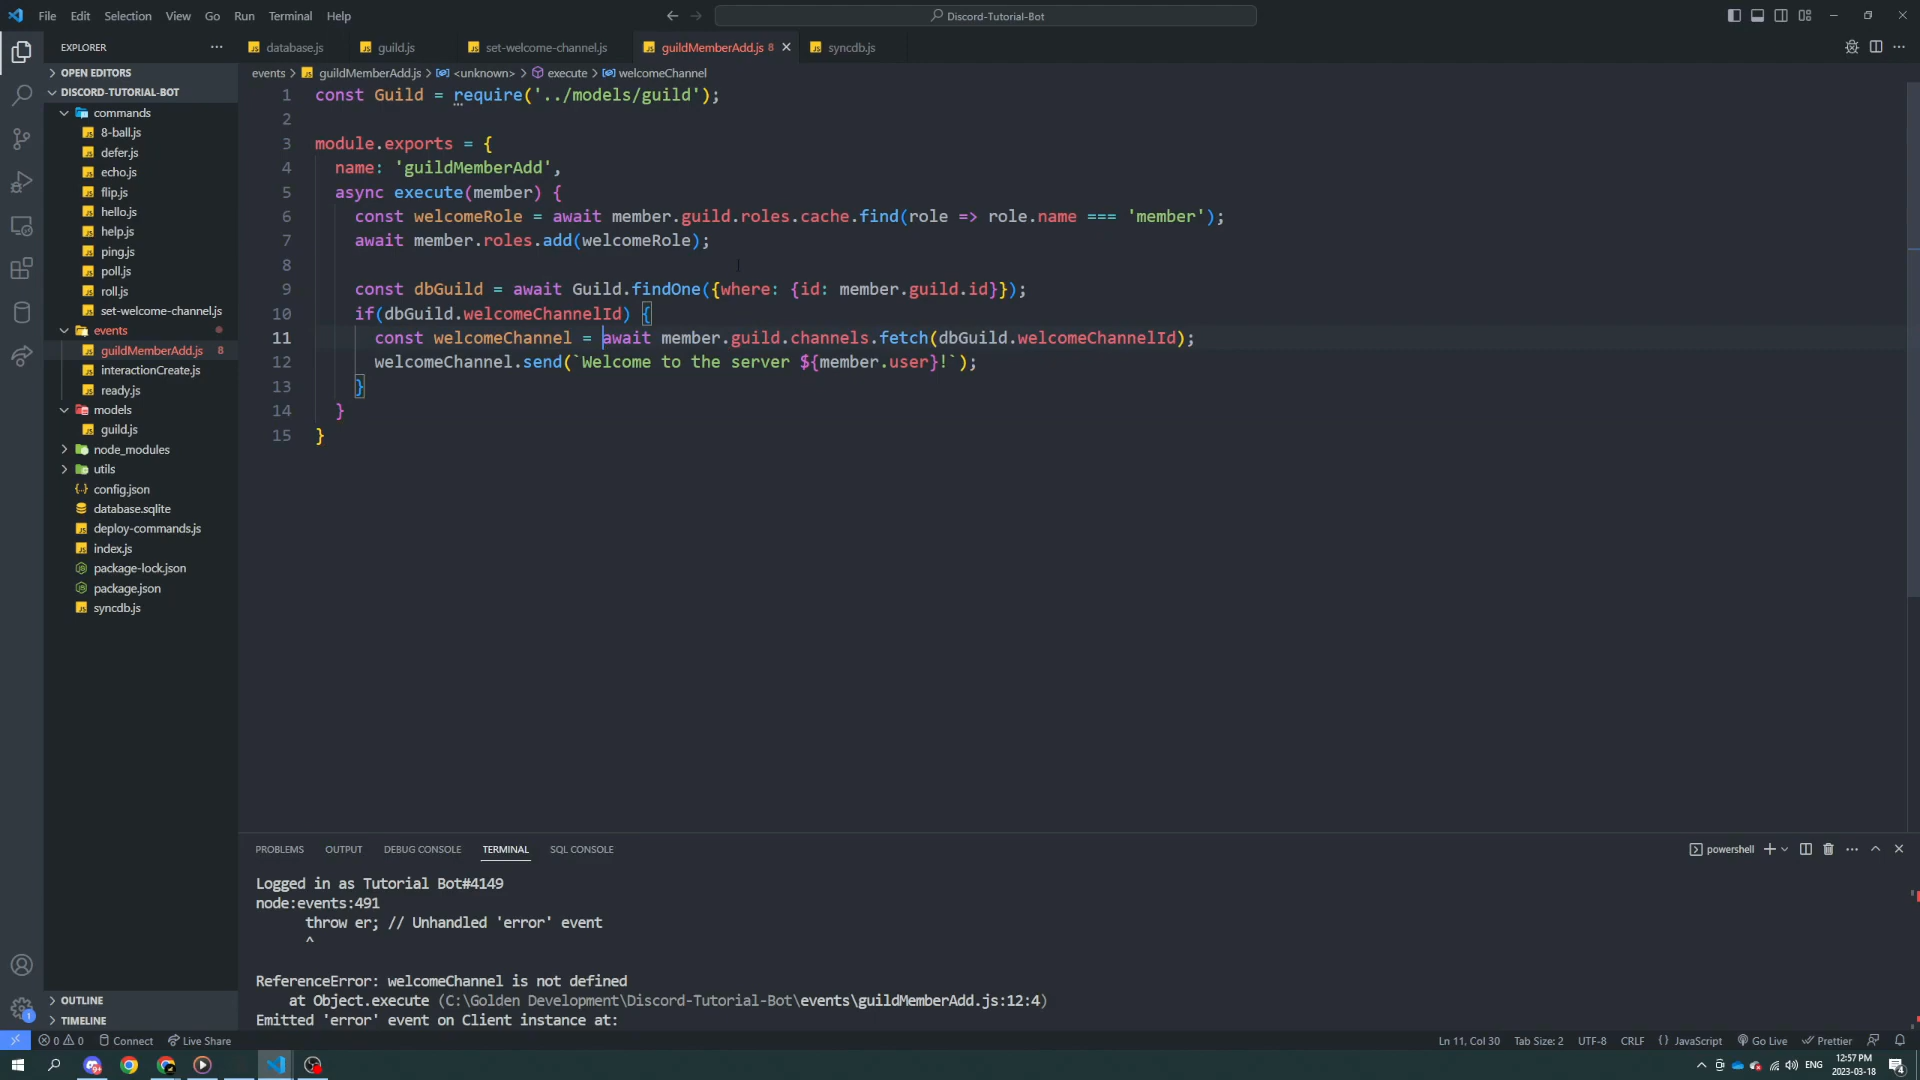 File Edit Selection View Go Run Terminal Help
Discord-Tutorial-Bot
EXPLORER
database.js
guild.js
set-welcome-channel.js
guildMemberAdd.js 8
syncdb.js
OPEN EDITORS
DISCORD-TUTORIAL-BOT
commands
8-ball.js
defer.js
echo.js
flip.js
hello.js
help.js
ping.js
poll.js
roll.js
set-welcome-channel.js
events
guildMemberAdd.js 8
interactionCreate.js
ready.js
models
guild.js
node_modules
utils
config.json
database.sqlite
deploy-commands.js
index.js
package-lock.json
package.json
syncdb.js
OUTLINE
TIMELINE
events > guildMemberAdd.js > <unknown> > execute > welcomeChannel
1 const Guild = require('../models/guild');
2
3 module.exports = {
4 name: 'guildMemberAdd',
5 async execute(member) {
6 const welcomeRole = await member.guild.roles.cache.find(role => role.name === 'member');
7 await member.roles.add(welcomeRole);
8
9 const dbGuild = await Guild.findOne({where: {id: member.guild.id}});
10 if(dbGuild.welcomeChannelId) {
11 const welcomeChannel = await member.guild.channels.fetch(dbGuild.welcomeChannelId);
12 welcomeChannel.send(`Welcome to the server ${member.user}!`);
13 }
14 }
15 }
PROBLEMS OUTPUT DEBUG CONSOLE TERMINAL SQL CONSOLE
powershell
Logged in as Tutorial Bot#4149
node:events:491
throw er; // Unhandled 'error' event
^
ReferenceError: welcomeChannel is not defined
at Object.execute (C:\Golden Development\Discord-Tutorial-Bot\events\guildMemberAdd.js:12:4)
Emitted 'error' event on Client instance at:
0 0 Connect Live Share
Ln 11, Col 30 Tab Size: 2 UTF-8 CRLF {} JavaScript Go Live Prettier
ENG
12:57 PM
2023-03-18